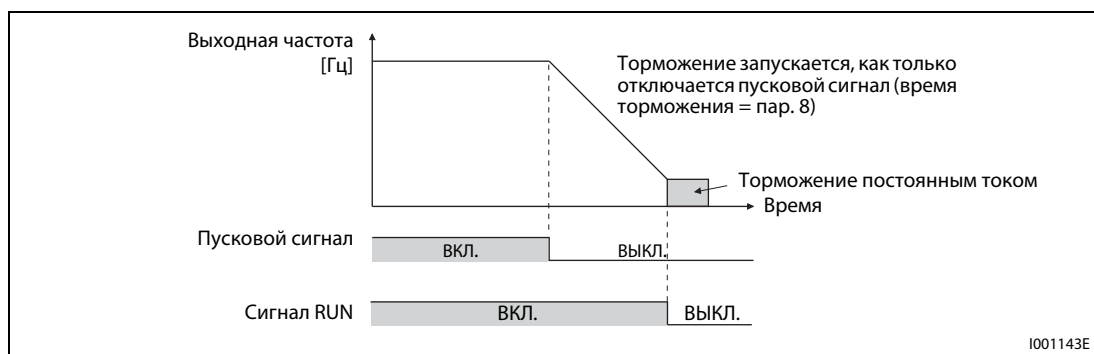 Выходная частота
[Гц]
Торможение запускается, как только
отключается пусковой сигнал (время
торможения = пар. 8)
Торможение постоянным током
Время
Пусковой сигнал
ВКЛ.
ВЫКЛ.
Сигнал RUN
ВКЛ.
ВЫКЛ.
I001143E